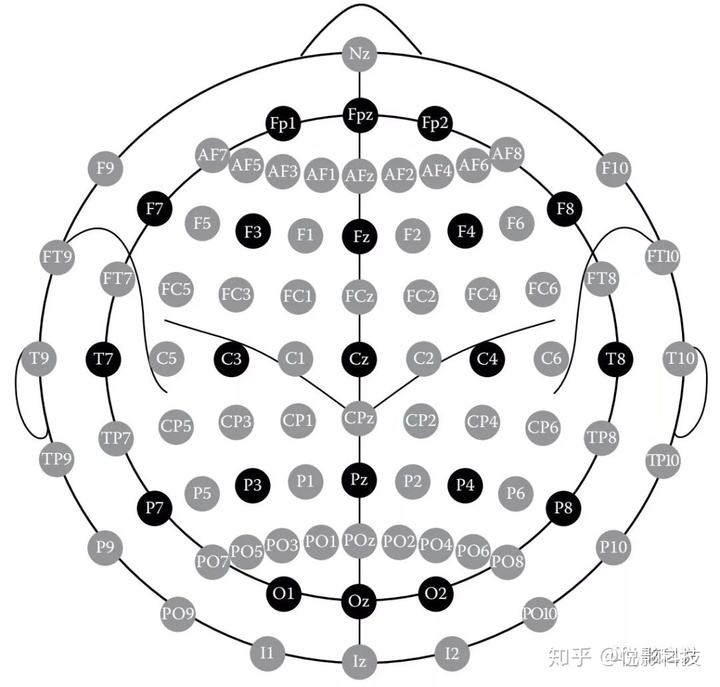 Nz
Fp1 Fpz Fp2
AF7 AF5 AF3 AF1 AFz AF2 AF4 AF6 AF8
F9 F10
F7 F5 F3 F1 Fz F2 F4 F6 F8
FT9 FT10
FT7 FC5 FC3 FC1 FCz FC2 FC4 FC6 FT8
T9 T7 C5 C3 C1 Cz C2 C4 C6 T8 T10
TP7 CP5 CP3 CP1 CPz CP2 CP4 CP6 TP8
TP9 TP10
P7 P5 P3 P1 Pz P2 P4 P6 P8
P9 P10
PO7 PO5 PO3 PO1 POz PO2 PO4 PO6 PO8
O1 Oz O2
PO9 PO10
I1 Iz I2
知乎 @悦影科技